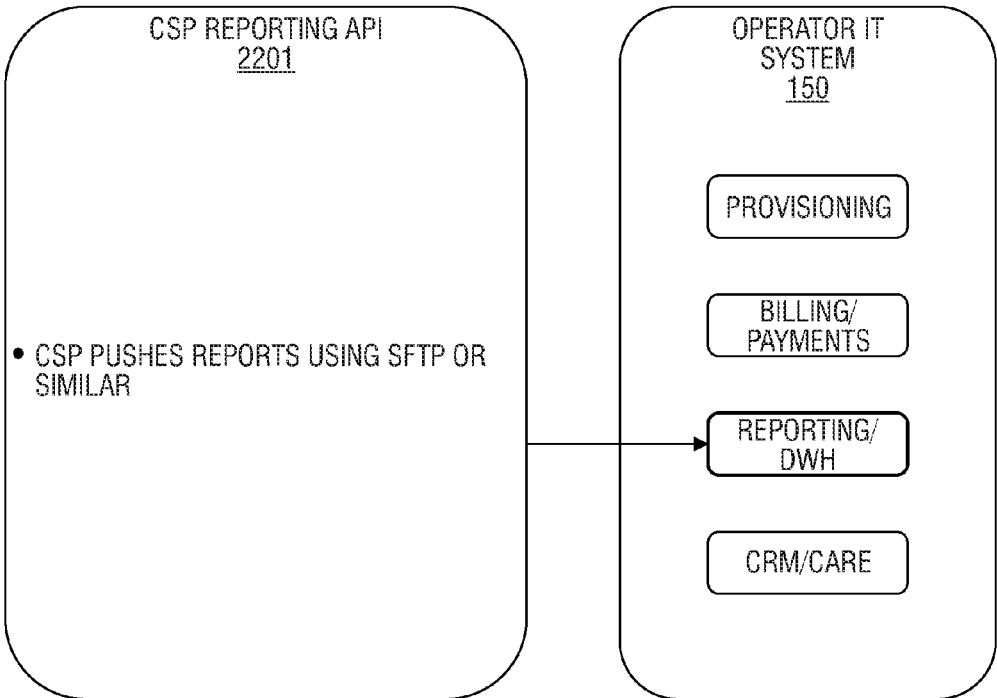 CSP REPORTING API
2201
• CSP PUSHES REPORTS USING SFTP OR
SIMILAR
OPERATOR IT
SYSTEM
150
PROVISIONING
BILLING/
PAYMENTS
REPORTING/
DWH
CRM/CARE